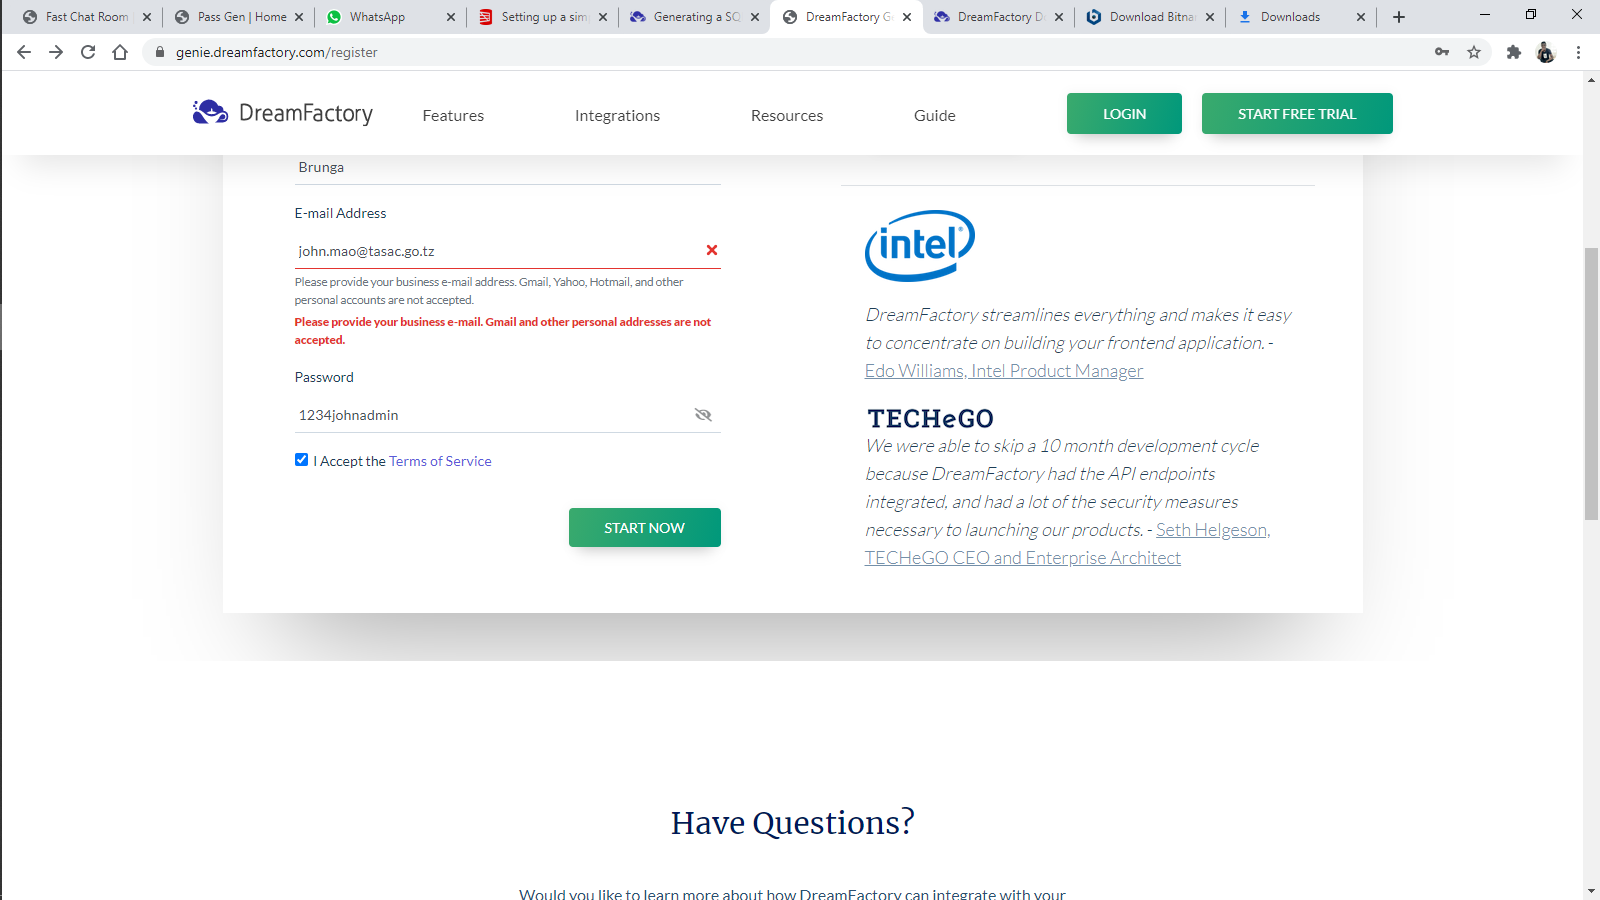 Fast Chat Room
Pass Gen | Home
WhatsApp
Setting up a sim
Generating a SQ
DreamFactory G
DreamFactory D
Download Bitna
Downloads
genie.dreamfactory.com/register
DreamFactory
Features
Integrations
Resources
Guide
LOGIN
START FREE TRIAL
Brunga
E-mail Address
john.mao@tasac.go.tz
Please provide your business e-mail address. Gmail, Yahoo, Hotmail, and other
personal accounts are not accepted.
Please provide your business e-mail. Gmail and other personal addresses are not
accepted.
Password
1234johnadmin
I Accept the Terms of Service
START NOW
intel
DreamFactory streamlines everything and makes it easy
to concentrate on building your frontend application. -
Edo Williams, Intel Product Manager
TECHeGO
We were able to skip a 10 month development cycle
because DreamFactory had the API endpoints
integrated, and had a lot of the security measures
necessary to launching our products. - Seth Helgeson,
TECHeGO CEO and Enterprise Architect
Have Questions?
Would you like to learn more about how DreamFactory can integrate with your